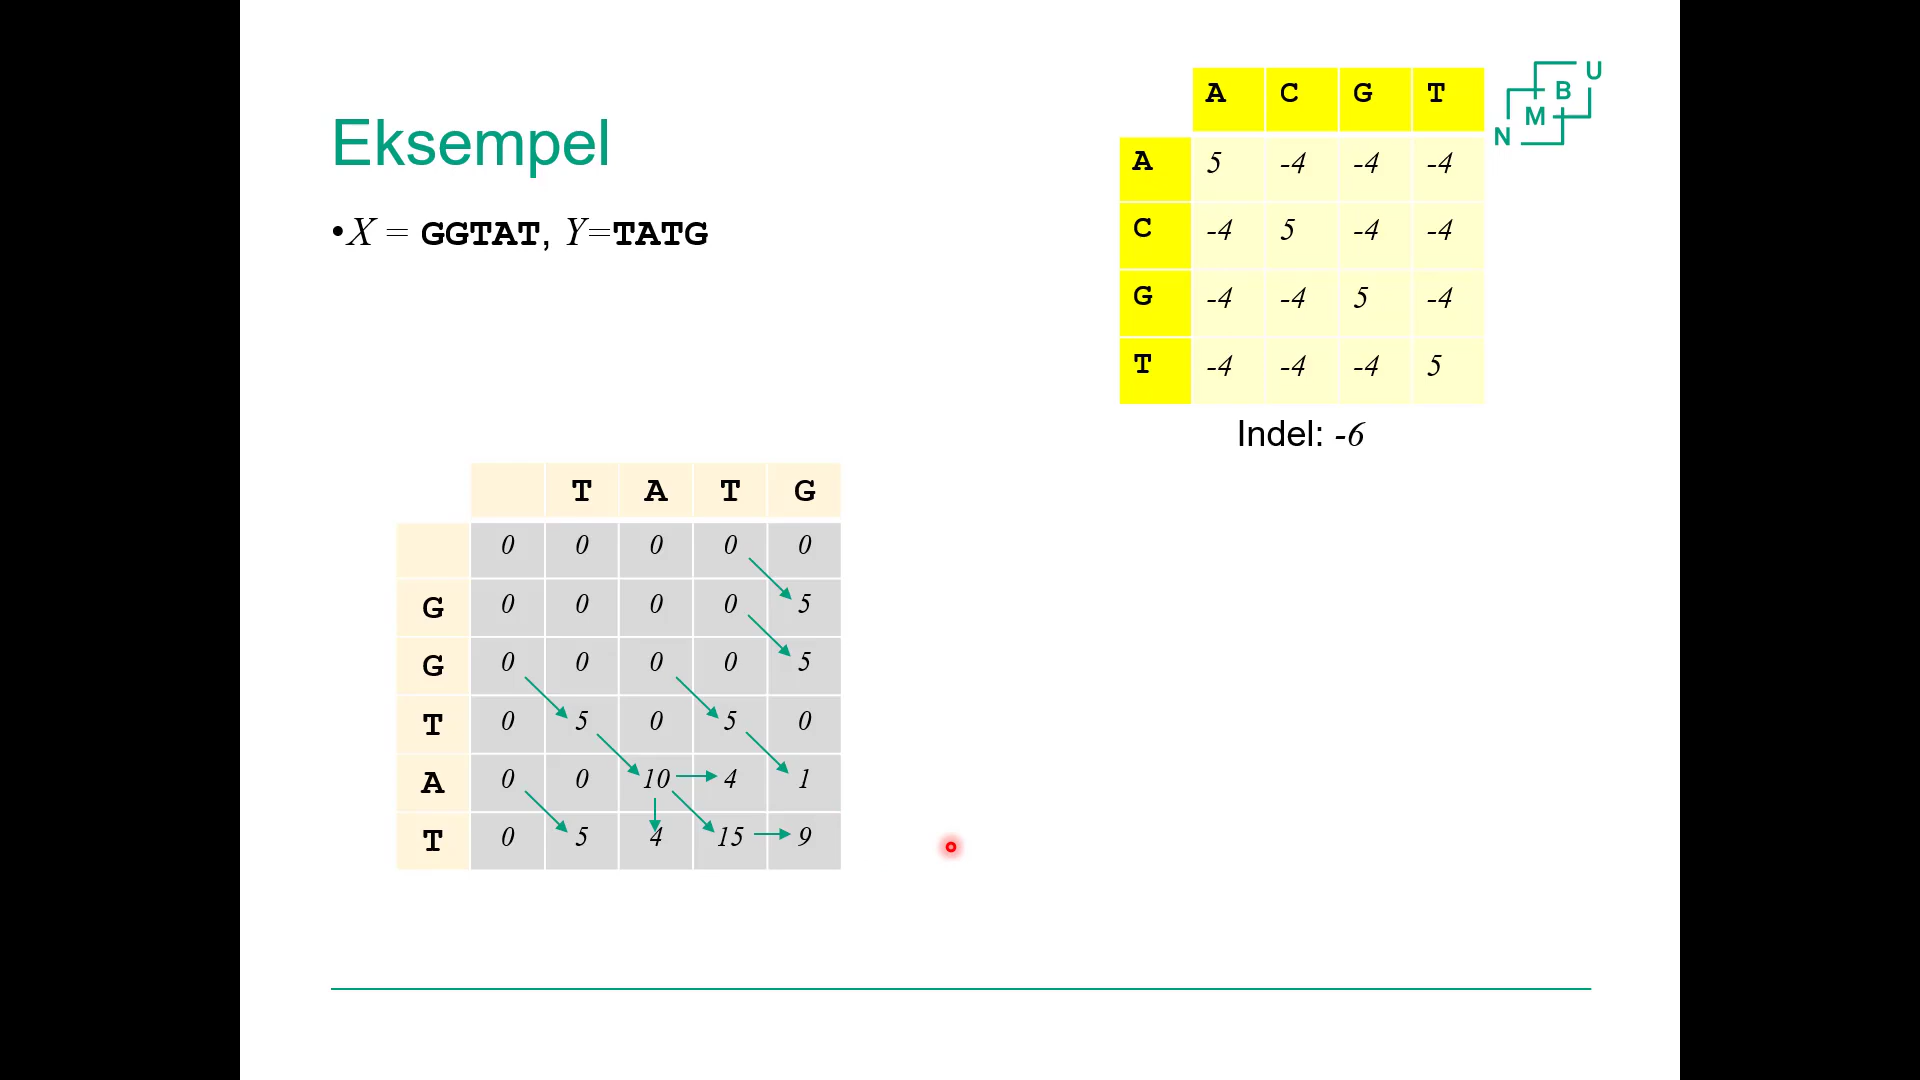 Eksempel
•X = GGTAT, Y=TATG
A C G T
A 5 -4 -4 -4
C -4 5 -4 -4
G -4 -4 5 -4
T -4 -4 -4 5
Indel: -6
N M B U
T A T G
0 0 0 0 0
G 0 0 0 0 5
G 0 0 0 0 5
T 0 5 0 5 0
A 0 0 10 4 1
T 0 5 4 15 9